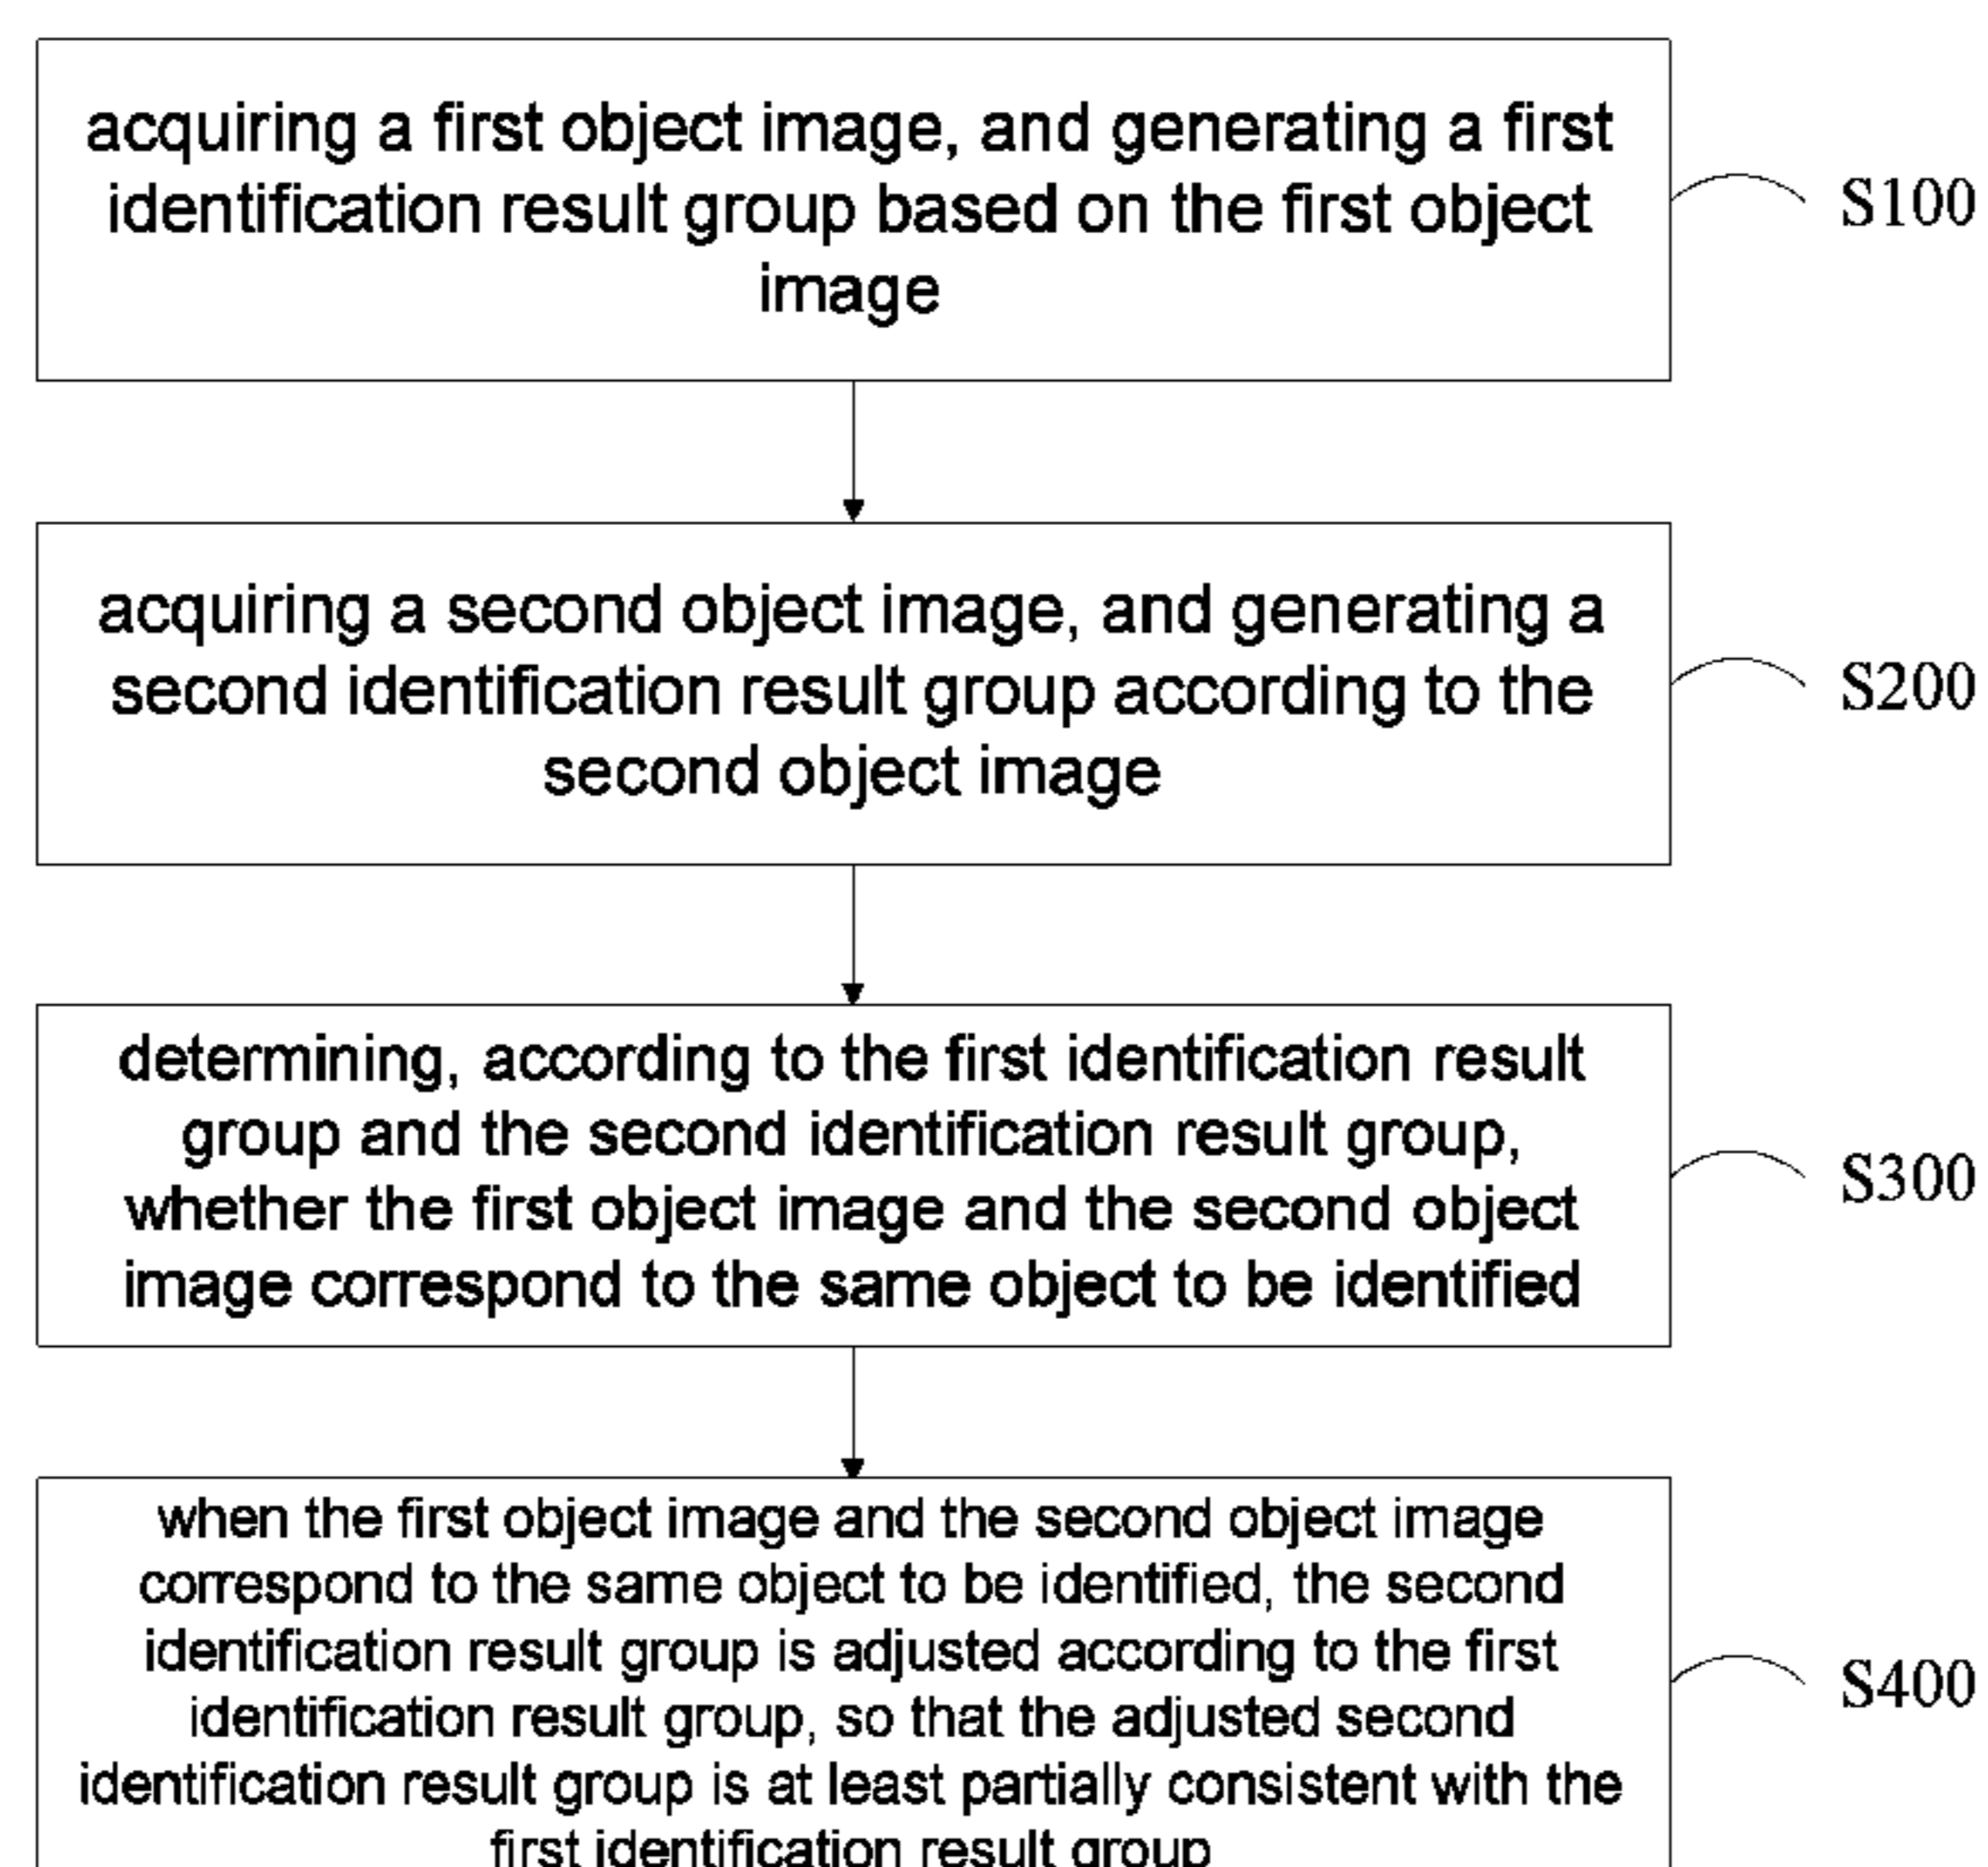 acquiring a first object image, and generating a first
identification result group based on the first object
image
S100
acquiring a second object image, and generating a
second identification result group according to the
second object image
S200
determining, according to the first identification result
group and the second identification result group,
whether the first object image and the second object
image correspond to the same object to be identified
S300
when the first object image and the second object image
correspond to the same object to be identified, the second
identification result group is adjusted according to the first
identification result group, so that the adjusted second
identification result group is at least partially consistent with the
first identification result group
S400